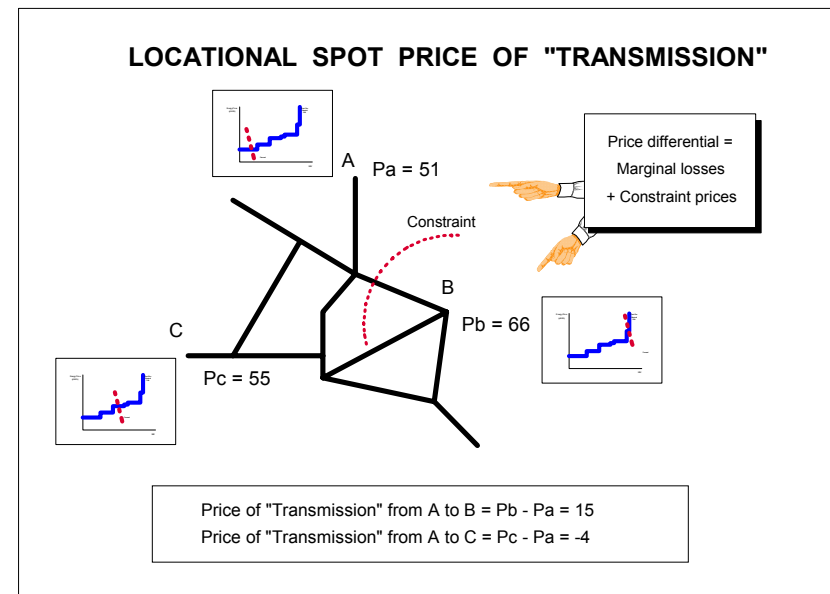 LOCATIONAL SPOT PRICE OF "TRANSMISSION"
A
Pa = 51
Price differential =
Marginal losses
+ Constraint prices
Constraint
B
Pb = 66
C
Pc = 55
Price of "Transmission" from A to B = Pb - Pa = 15
Price of "Transmission" from A to C = Pc - Pa = -4